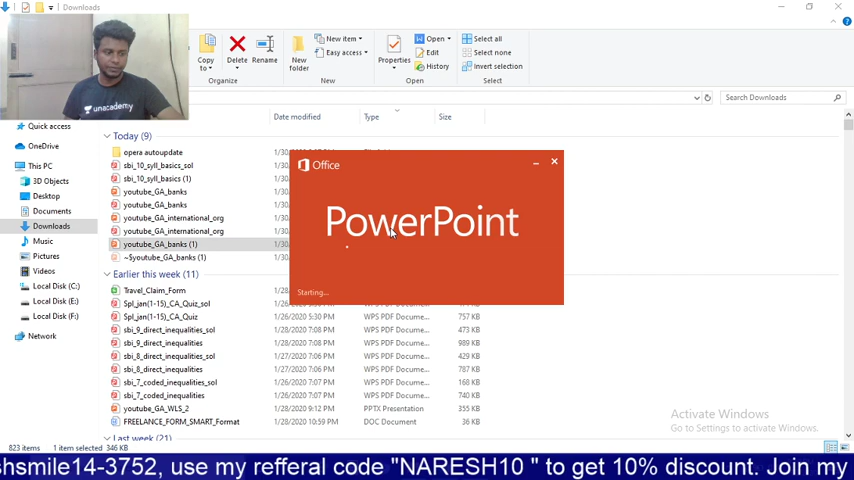 Downloads
Copy to
Delete
Rename
New folder
New item
Easy access
Properties
Open
Edit
History
Select all
Select none
Invert selection
Organize
New
Open
Select
unacademy
Search Downloads
Date modified
Type
Size
Quick access
OneDrive
This PC
3D Objects
Desktop
Documents
Downloads
Music
Pictures
Videos
Local Disk (C:)
Local Disk (E:)
Local Disk (F:)
Network
Today (9)
opera autoupdate
sbi_10_syll_basics_sol
sbi_10_syll_basics (1)
youtube_GA_banks
youtube_GA_banks
youtube_GA_international_org
youtube_GA_international_org
youtube_GA_banks (1)
~$youtube_GA_banks (1)
Office
PowerPoint
Starting...
Earlier this week (11)
Travel_Claim_Form 1/28
Spl_jan(1-15)_CA_Quiz_sol
Spl_jan(1-15)_CA_Quiz 1/26/2020 5:30 PM WPS PDF Docume... 757 KB
sbi_9_direct_inequalities_sol 1/28/2020 7:08 PM WPS PDF Docume... 473 KB
sbi_9_direct_inequalities 1/28/2020 7:08 PM WPS PDF Docume... 989 KB
sbi_8_direct_inequalities_sol 1/27/2020 7:06 PM WPS PDF Docume... 429 KB
sbi_8_direct_inequalities 1/27/2020 7:06 PM WPS PDF Docume... 787 KB
sbi_7_coded_inequalities_sol 1/26/2020 7:07 PM WPS PDF Docume... 168 KB
sbi_7_coded_inequalities 1/26/2020 7:07 PM WPS PDF Docume... 740 KB
youtube_GA_WLS_2 1/28/2020 9:12 PM PPTX Presentation 355 KB
FREELANCE_FORM_SMART_Format 1/28/2020 10:59 PM DOC Document 36 KB
Last week (21)
Activate Windows
Go to Settings to activate Windows.
823 items 1 item selected 346 KB
hsmile14-3752, use my refferal code "NARESH10 " to get 10% discount. Join my